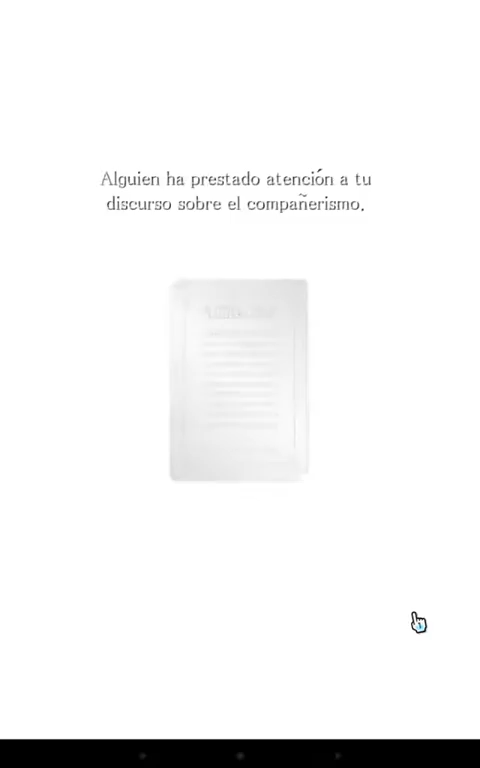 Alguien ha prestado atención a tu
discurso sobre el compañerismo.